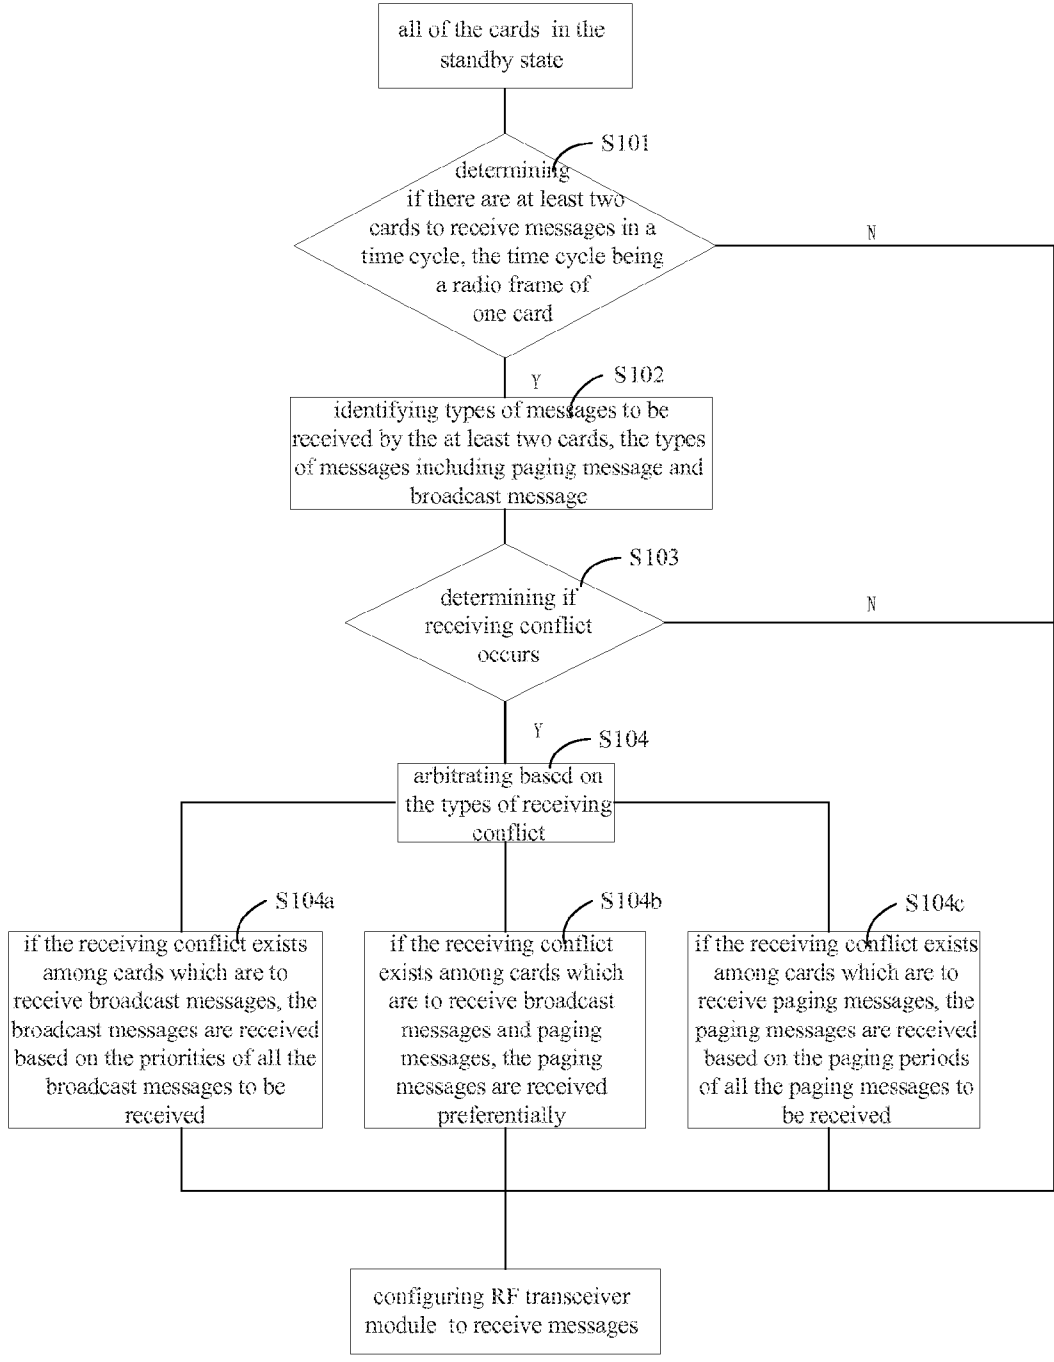 all of the cards in the
standby state
S101
determining
if there are at least two
cards to receive messages in a
time cycle, the time cycle being
a radio frame of
one card
N
Y
S102
identifying types of messages to be
received by the at least two cards, the types
of messages including paging message and
broadcast message
S103
determining if
receiving conflict
occurs
N
Y
S104
arbitrating based on
the types of receiving
conflict
S104a
if the receiving conflict exists
among cards which are to
receive broadcast messages, the
broadcast messages are received
based on the priorities of all the
broadcast messages to be
received
S104b
if the receiving conflict
exists among cards which
are to receive broadcast
messages and paging
messages, the paging
messages are received
preferentially
S104c
if the receiving conflict exists
among cards which are to
receive paging messages, the
paging messages are received
based on the paging periods
of all the paging messages to
be received
configuring RF transceiver
module to receive messages